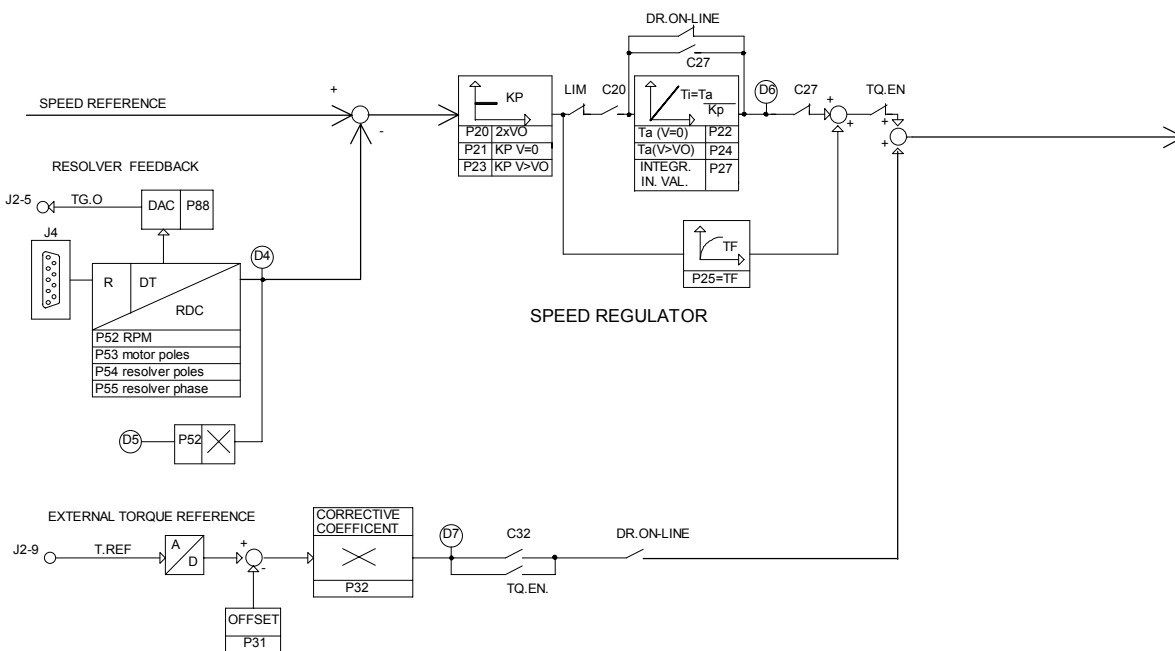 DR.ON-LINE
C27
SPEED REFERENCE
+
-
KP
P20 2xVO
P21 KP V=0
P23 KP V>VO
LIM
C20
Ti=Ta
Kp
Ta (V=0) P22
Ta(V>VO) P24
INTEGR. IN. VAL. P27
D6
C27
+
+
TQ.EN
+
+
TF
P25=TF
SPEED REGULATOR
RESOLVER FEEDBACK
J2-5
TG.O
DAC P88
J4
D4
R
DT
RDC
P52 RPM
P53 motor poles
P54 resolver poles
P55 resolver phase
D5
P52
EXTERNAL TORQUE REFERENCE
J2-9
T.REF
A
D
+
-
OFFSET
P31
CORRECTIVE
COEFFICENT
P32
D7
C32
TQ.EN.
DR.ON-LINE